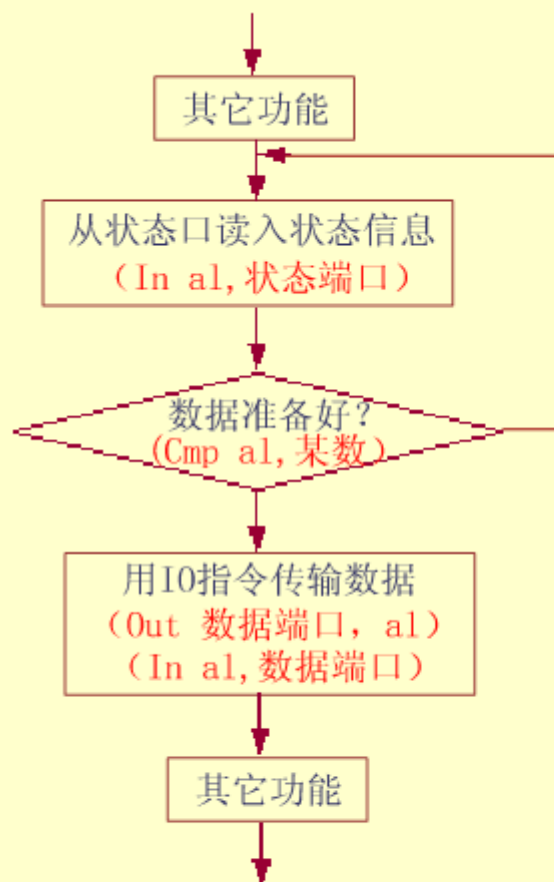 其它功能
从状态口读入状态信息
（In al,状态端口）
数据准备好？
(Cmp al,某数)
用IO指令传输数据
（Out 数据端口，al）
（In al,数据端口）
其它功能